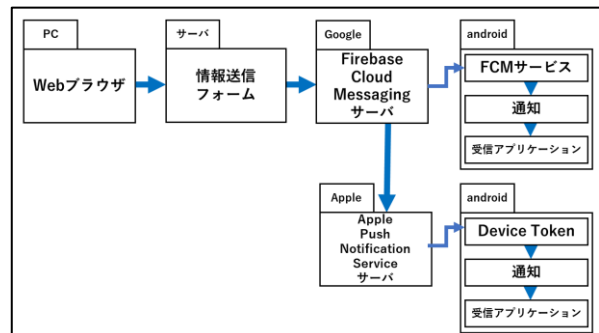 PC
Webブラウザ
サーバ
情報送信
フォーム
Google
Firebase
Cloud
Messaging
サーバ
android
FCMサービス
通知
受信アプリケーション
Apple
Apple
Push
Notification
Service
サーバ
android
Device Token
通知
受信アプリケーション